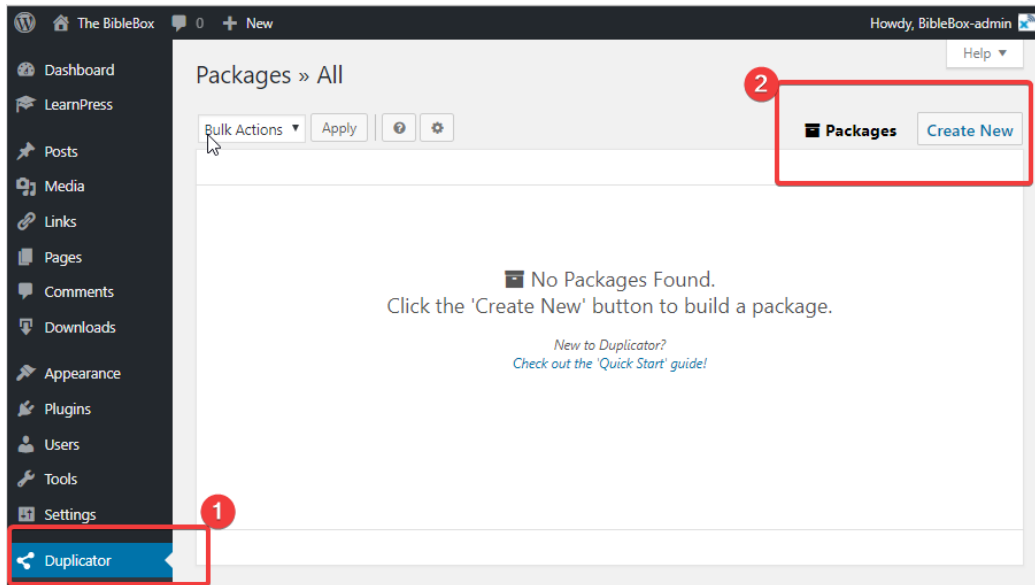 The BibleBox 0 + New Howdy, BibleBox-admin
Help ▼
Dashboard
LearnPress
Posts
Media
Links
Pages
Comments
Downloads
Appearance
Plugins
Users
Tools
Settings
Duplicator
1
Packages » All
2
Bulk Actions ▼ Apply ?
Packages Create New
No Packages Found.
Click the 'Create New' button to build a package.
New to Duplicator?
Check out the 'Quick Start' guide!